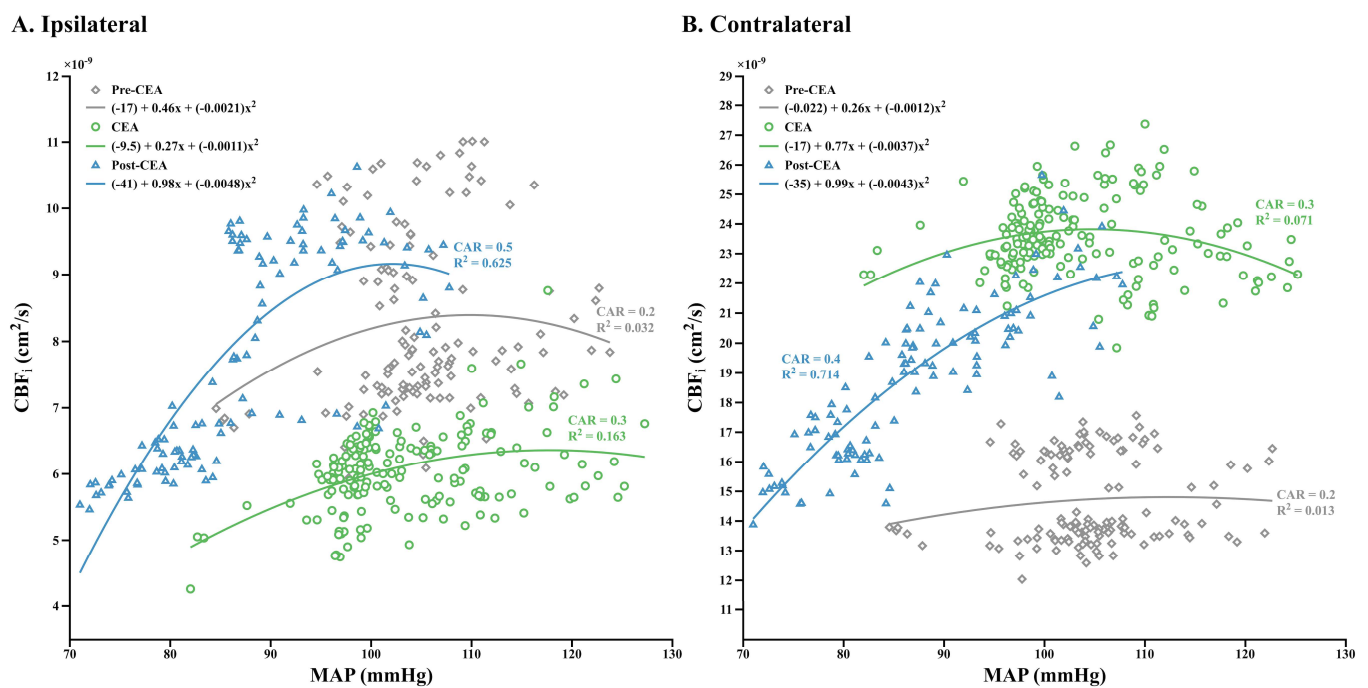 A. Ipsilateral
×10⁻⁹
12
11
10
9
8
7
6
5
4
CBFi (cm²/s)
Pre-CEA
(-17) + 0.46x + (-0.0021)x²
CEA
(-9.5) + 0.27x + (-0.0011)x²
Post-CEA
(-41) + 0.98x + (-0.0048)x²
CAR = 0.5
R² = 0.625
CAR = 0.2
R² = 0.032
CAR = 0.3
R² = 0.163
70 80 90 100 110 120 130
MAP (mmHg)
B. Contralateral
×10⁻⁹
29
28
27
26
25
24
23
22
21
20
19
18
17
16
15
14
13
12
11
CBFi (cm²/s)
Pre-CEA
(-0.022) + 0.26x + (-0.0012)x²
CEA
(-17) + 0.77x + (-0.0037)x²
Post-CEA
(-35) + 0.99x + (-0.0043)x²
CAR = 0.3
R² = 0.071
CAR = 0.4
R² = 0.714
CAR = 0.2
R² = 0.013
70 80 90 100 110 120 130
MAP (mmHg)